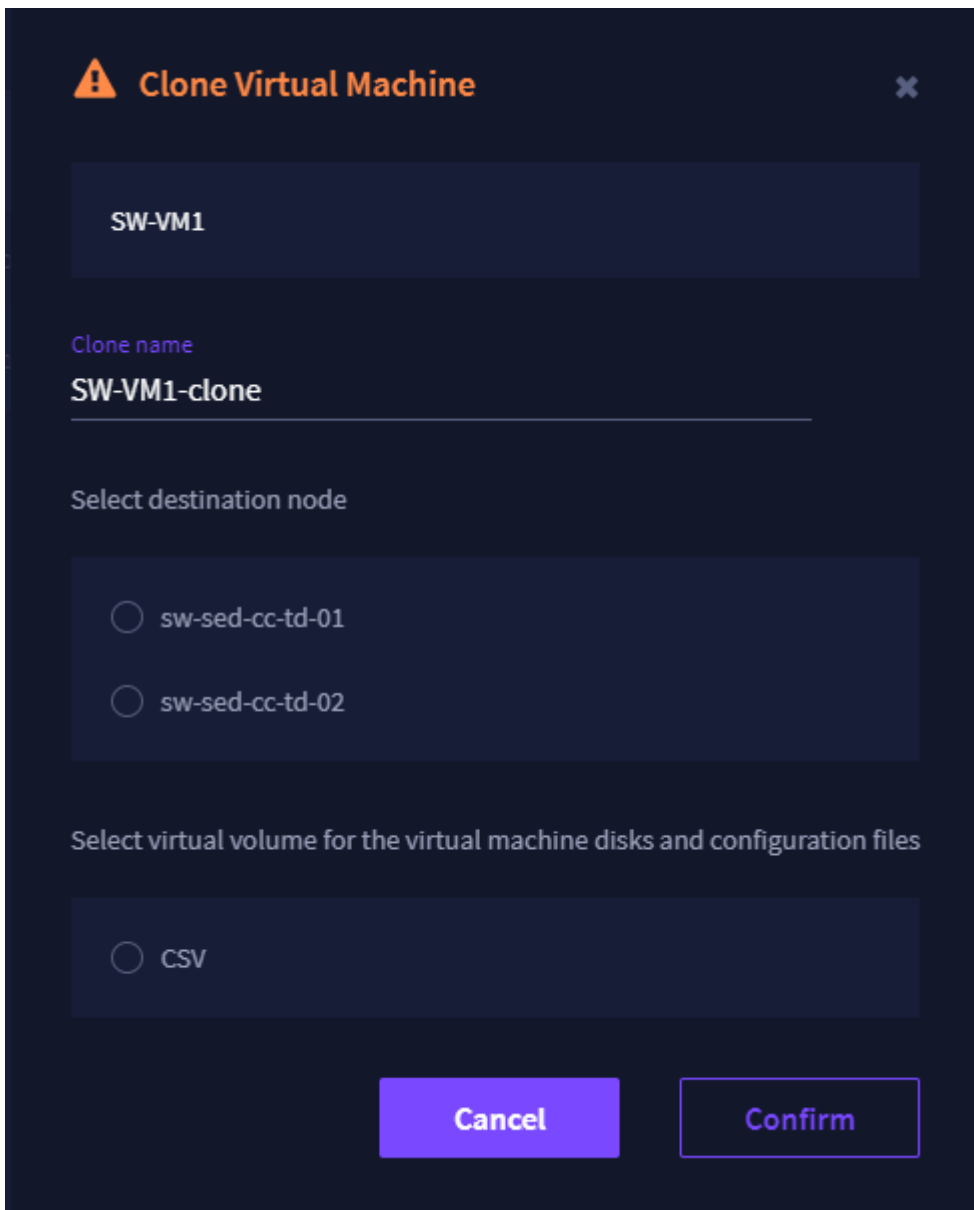 Clone Virtual Machine
SW-VM1
Clone name
SW-VM1-clone
Select destination node
sw-sed-cc-td-01
sw-sed-cc-td-02
Select virtual volume for the virtual machine disks and configuration files
CSV
Cancel
Confirm